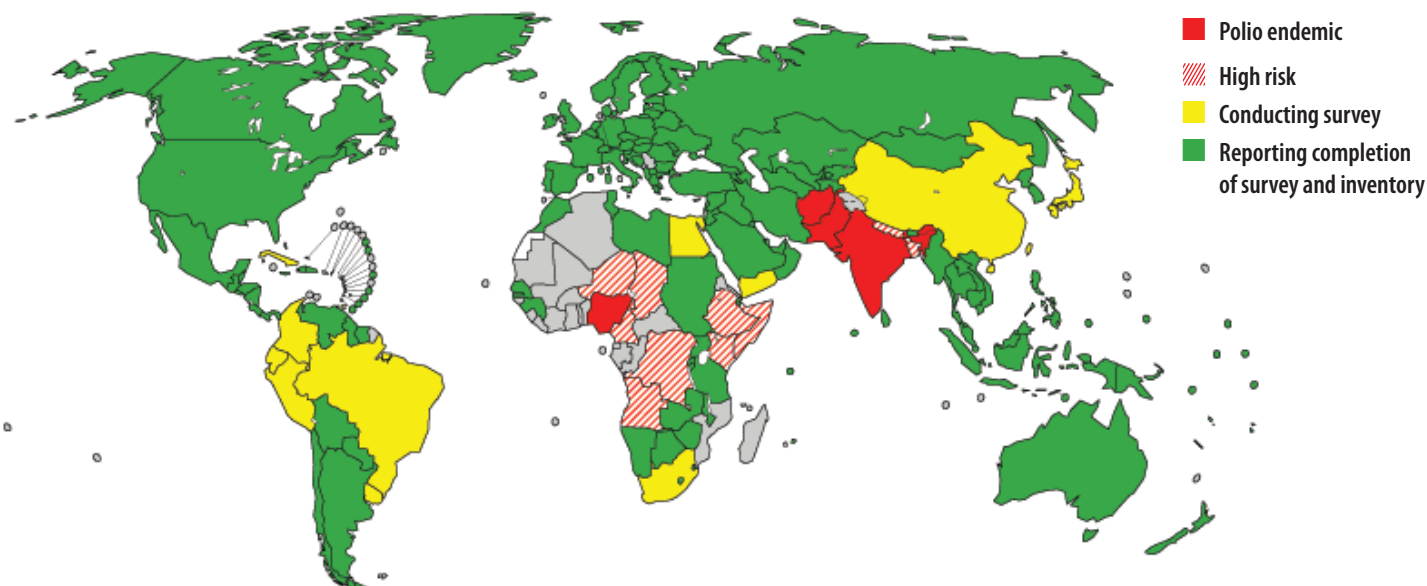 Polio endemic
High risk
Conducting survey
Reporting completion
of survey and inventory